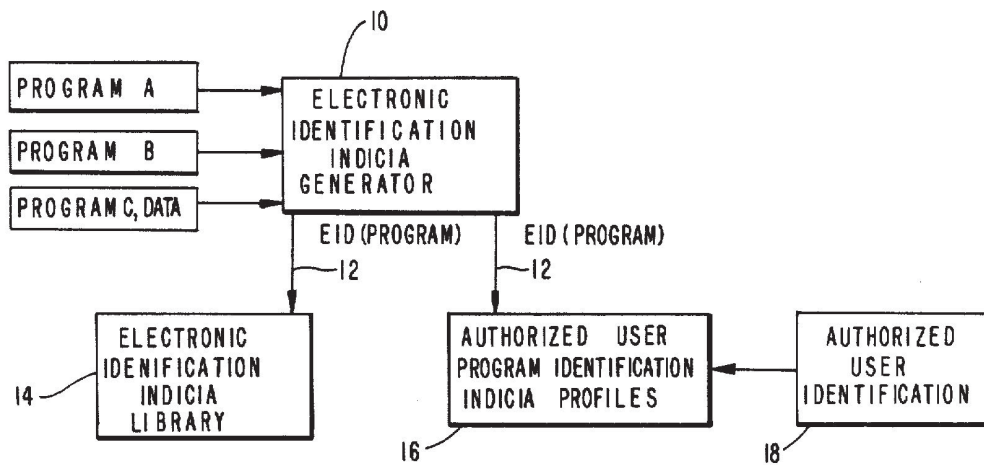 10
PROGRAM A
PROGRAM B
PROGRAM C, DATA
ELECTRONIC
IDENTIFICATION
INDICIA
GENERATOR
EID (PROGRAM)
EID (PROGRAM)
12
12
ELECTRONIC
IDENIFICATION
INDICIA
LIBRARY
14
AUTHORIZED USER
PROGRAM IDENTIFICATION
INDICIA PROFILES
16
AUTHORIZED
USER
IDENTIFICATION
18